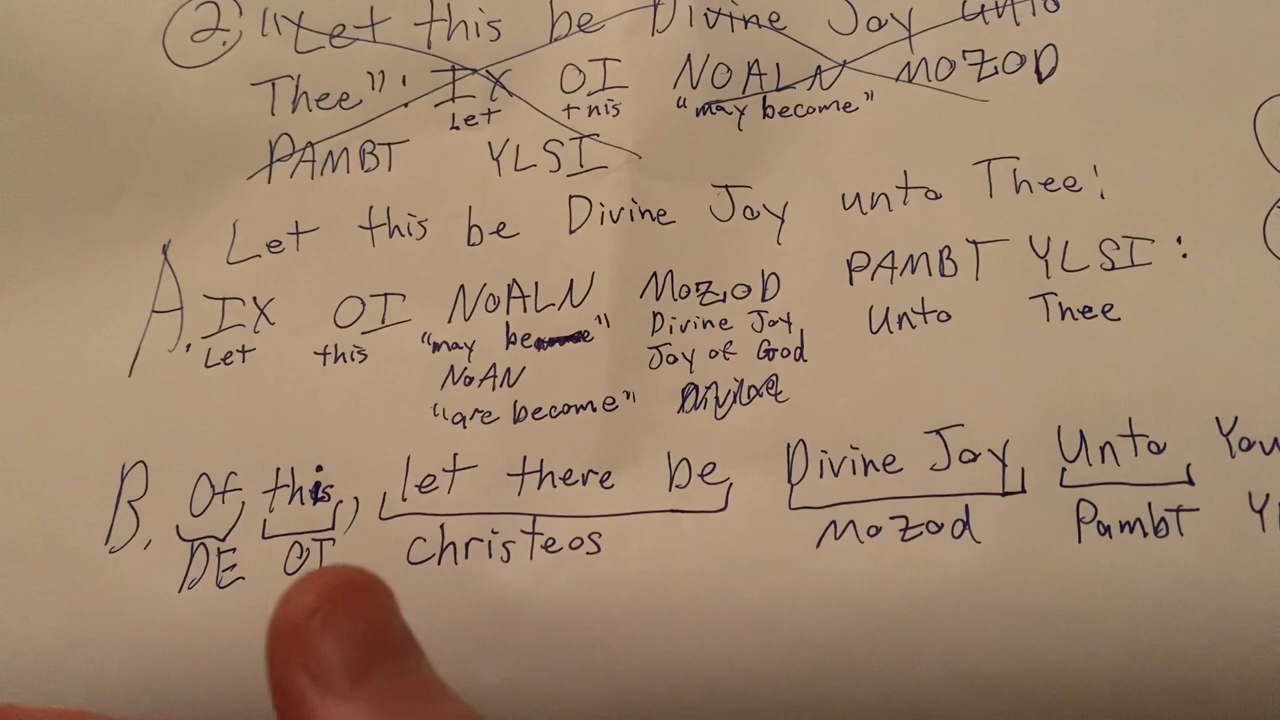 2. "Let this be Divine Joy unto
Thee": IX OI NOALN MOZOD
Let this "may become"
PAMBT YLSI
Let this be Divine Joy unto Thee:
A. IX OI NOALN MOZOD PAMBT YLSI:
Let this "may be" Divine Joy, Unto Thee
NOAN Joy of God
"are become"
B. Of this, let there be Divine Joy, Unto You
DE OI christeos Mozod Pambt Yl